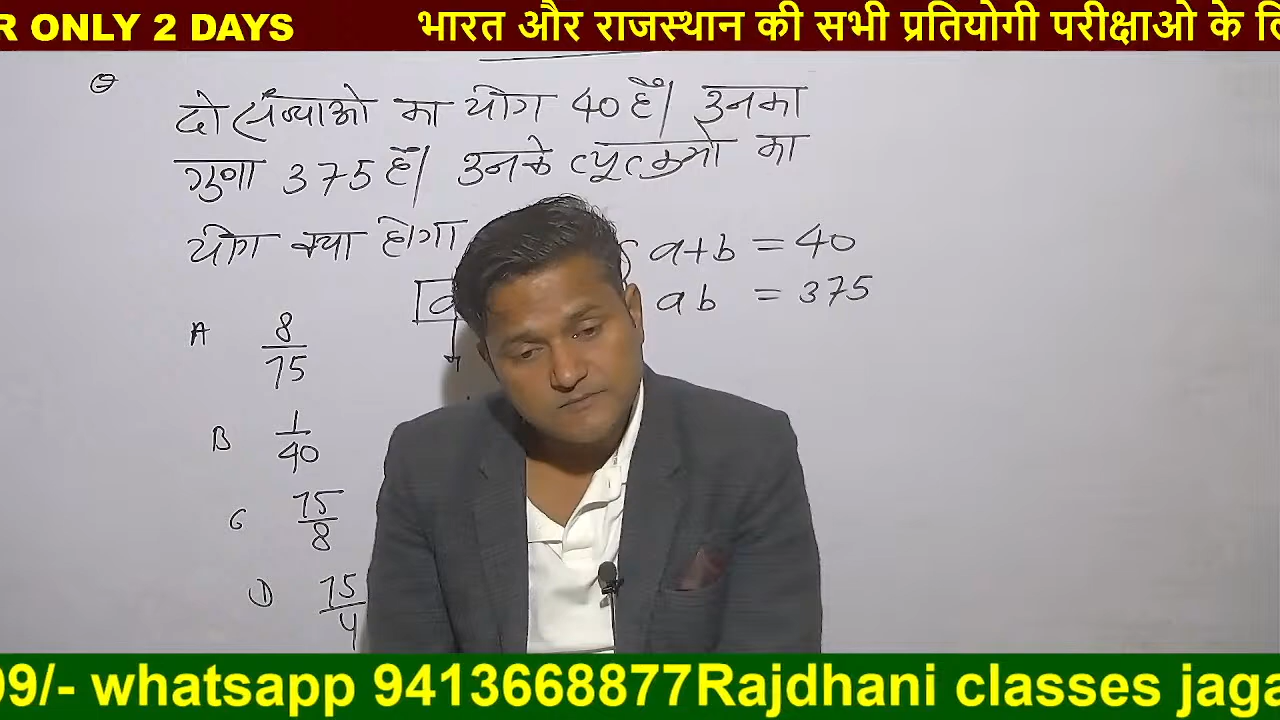 R ONLY 2 DAYS भारत और राजस्थान की सभी प्रतियोगी परीक्षाओ के लि
Q दो संख्याओ का योग 40 है। उनका
गुणा 375 है। उनके व्युत्क्रमो का
योग क्या होगा
a+b = 40
ab = 375
A 8/75
B 1/40
C 75/8
D 75/4
99/- whatsapp 9413668877Rajdhani classes jaga